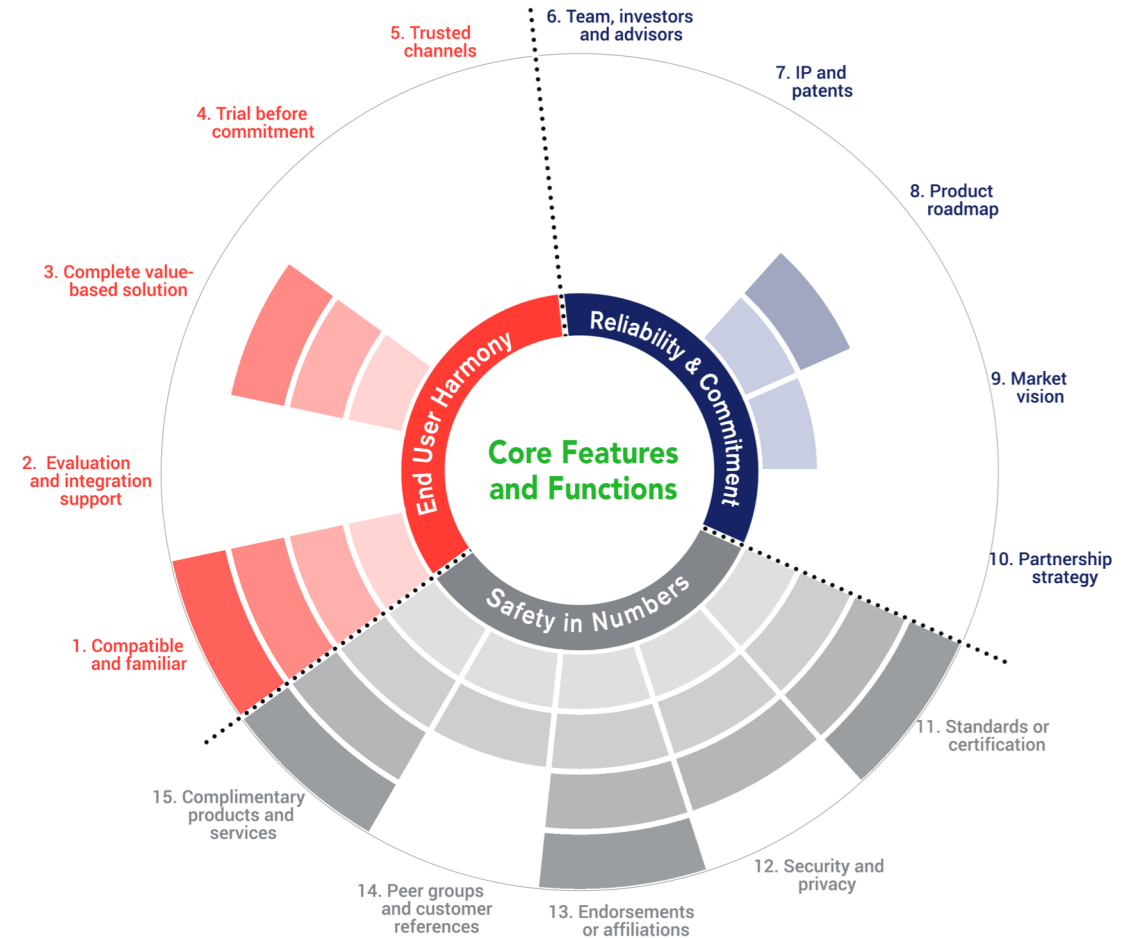 5. Trusted
channels
6. Team, investors
and advisors
7. IP and
patents
4. Trial before
commitment
8. Product
roadmap
3. Complete value-
based solution
9. Market
vision
2. Evaluation
and integration
support
10. Partnership
strategy
1. Compatible
and familiar
11. Standards or
certification
15. Complimentary
products and
services
12. Security and
privacy
14. Peer groups
and customer
references
13. Endorsements
or affiliations
End User Harmony
Reliability & Commitment
Safety in Numbers
Core Features
and Functions